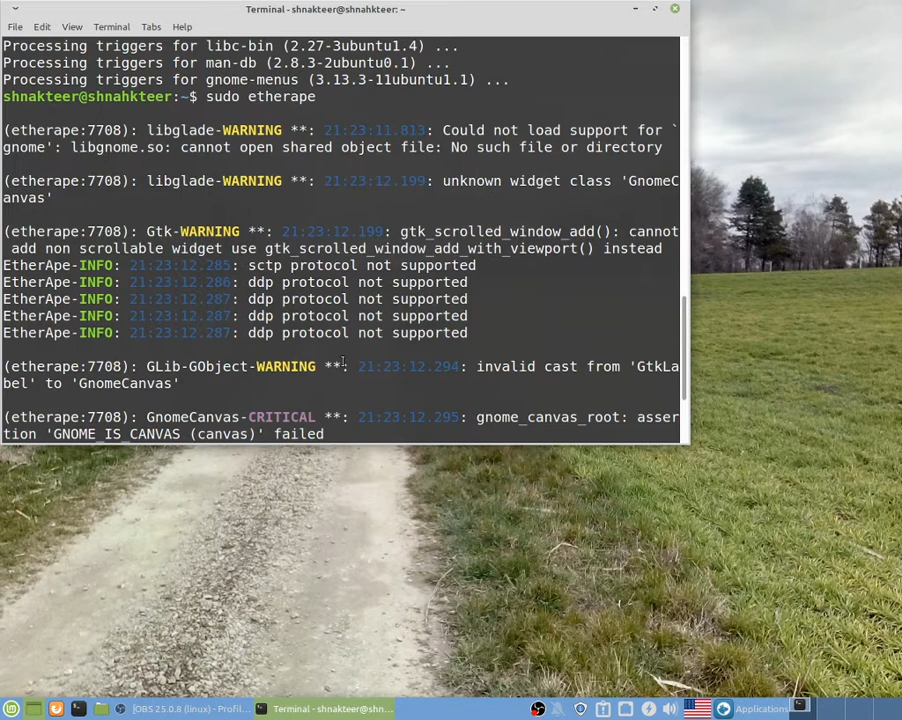 Terminal - shnakteer@shnahkteer: ~
File Edit View Terminal Tabs Help
Processing triggers for libc-bin (2.27-3ubuntu1.4) ...
Processing triggers for man-db (2.8.3-2ubuntu0.1) ...
Processing triggers for gnome-menus (3.13.3-11ubuntu1.1) ...
shnakteer@shnahkteer:~$ sudo etherape
(etherape:7708): libglade-WARNING **: 21:23:11.813: Could not load support for `
gnome': libgnome.so: cannot open shared object file: No such file or directory
(etherape:7708): libglade-WARNING **: 21:23:12.199: unknown widget class 'GnomeC
anvas'
(etherape:7708): Gtk-WARNING **: 21:23:12.199: gtk_scrolled_window_add(): cannot
add non scrollable widget use gtk_scrolled_window_add_with_viewport() instead
EtherApe-INFO: 21:23:12.285: sctp protocol not supported
EtherApe-INFO: 21:23:12.286: ddp protocol not supported
EtherApe-INFO: 21:23:12.287: ddp protocol not supported
EtherApe-INFO: 21:23:12.287: ddp protocol not supported
EtherApe-INFO: 21:23:12.287: ddp protocol not supported
(etherape:7708): GLib-GObject-WARNING **: 21:23:12.294: invalid cast from 'GtkLa
bel' to 'GnomeCanvas'
(etherape:7708): GnomeCanvas-CRITICAL **: 21:23:12.295: gnome_canvas_root: asser
tion 'GNOME_IS_CANVAS (canvas)' failed
[OBS 25.0.8 (linux) - Profil... Terminal - shnakteer@shn... Applications